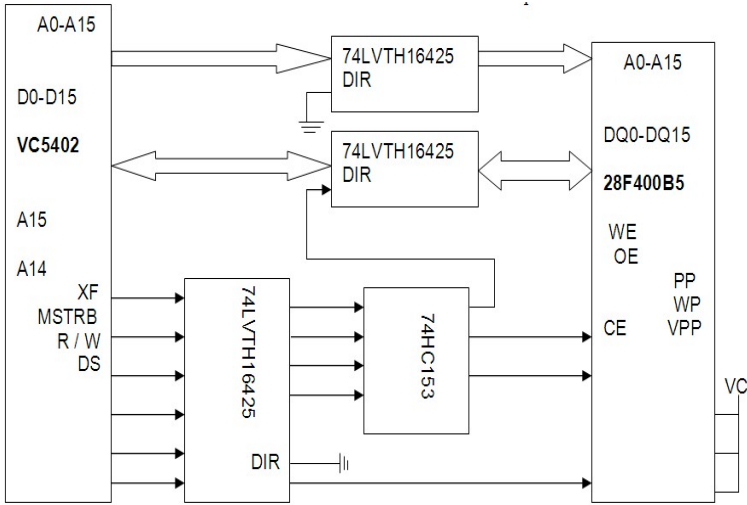 A0-A15
D0-D15
VC5402
A15
A14
XF
MSTRB
R / W
DS
74LVTH16425
DIR
74LVTH16425
DIR
74LVTH16425
DIR
74HC153
A0-A15
DQ0-DQ15
28F400B5
WE
OE
PP
WP
CE VPP
VC